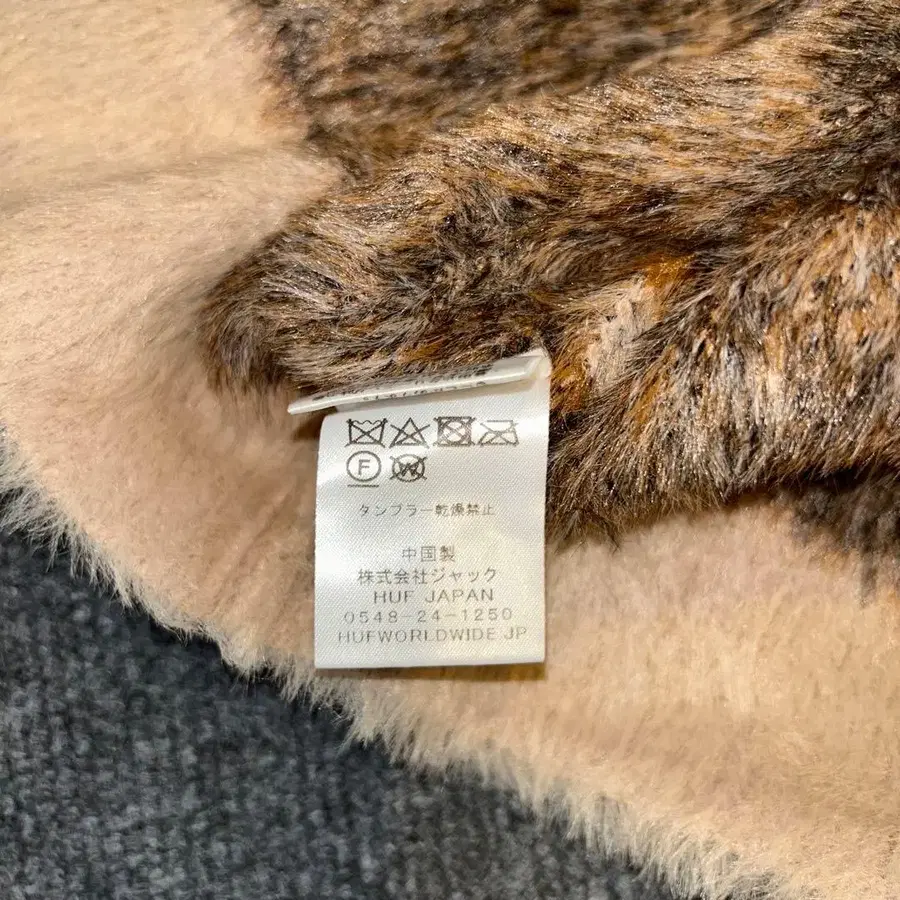 F W
タンブラー乾燥禁止
中国製
株式会社ジャック
HUF JAPAN
0548-24-1250
HUFWORLDWIDE JP